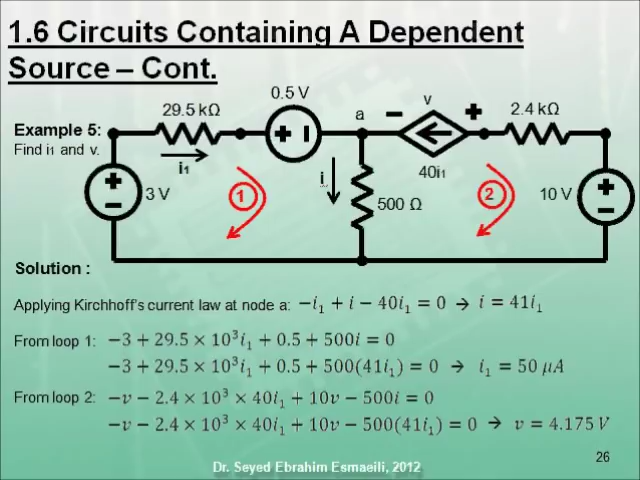 1.6 Circuits Containing A Dependent
Source – Cont.
Example 5:
Find i1 and v.
29.5 kΩ
0.5 V
a
v
2.4 kΩ
i1
3 V
1
i
500 Ω
40i1
2
10 V
Solution :
Applying Kirchhoff's current law at node a: −i₁ + i − 40i₁ = 0 → i = 41i₁
From loop 1: −3 + 29.5 × 10³i₁ + 0.5 + 500i = 0
−3 + 29.5 × 10³i₁ + 0.5 + 500(41i₁) = 0 → i₁ = 50 μA
From loop 2: −v − 2.4 × 10³ × 40i₁ + 10v − 500i = 0
−v − 2.4 × 10³ × 40i₁ + 10v − 500(41i₁) = 0 → v = 4.175 V
26
Dr. Seyed Ebrahim Esmaeili, 2012